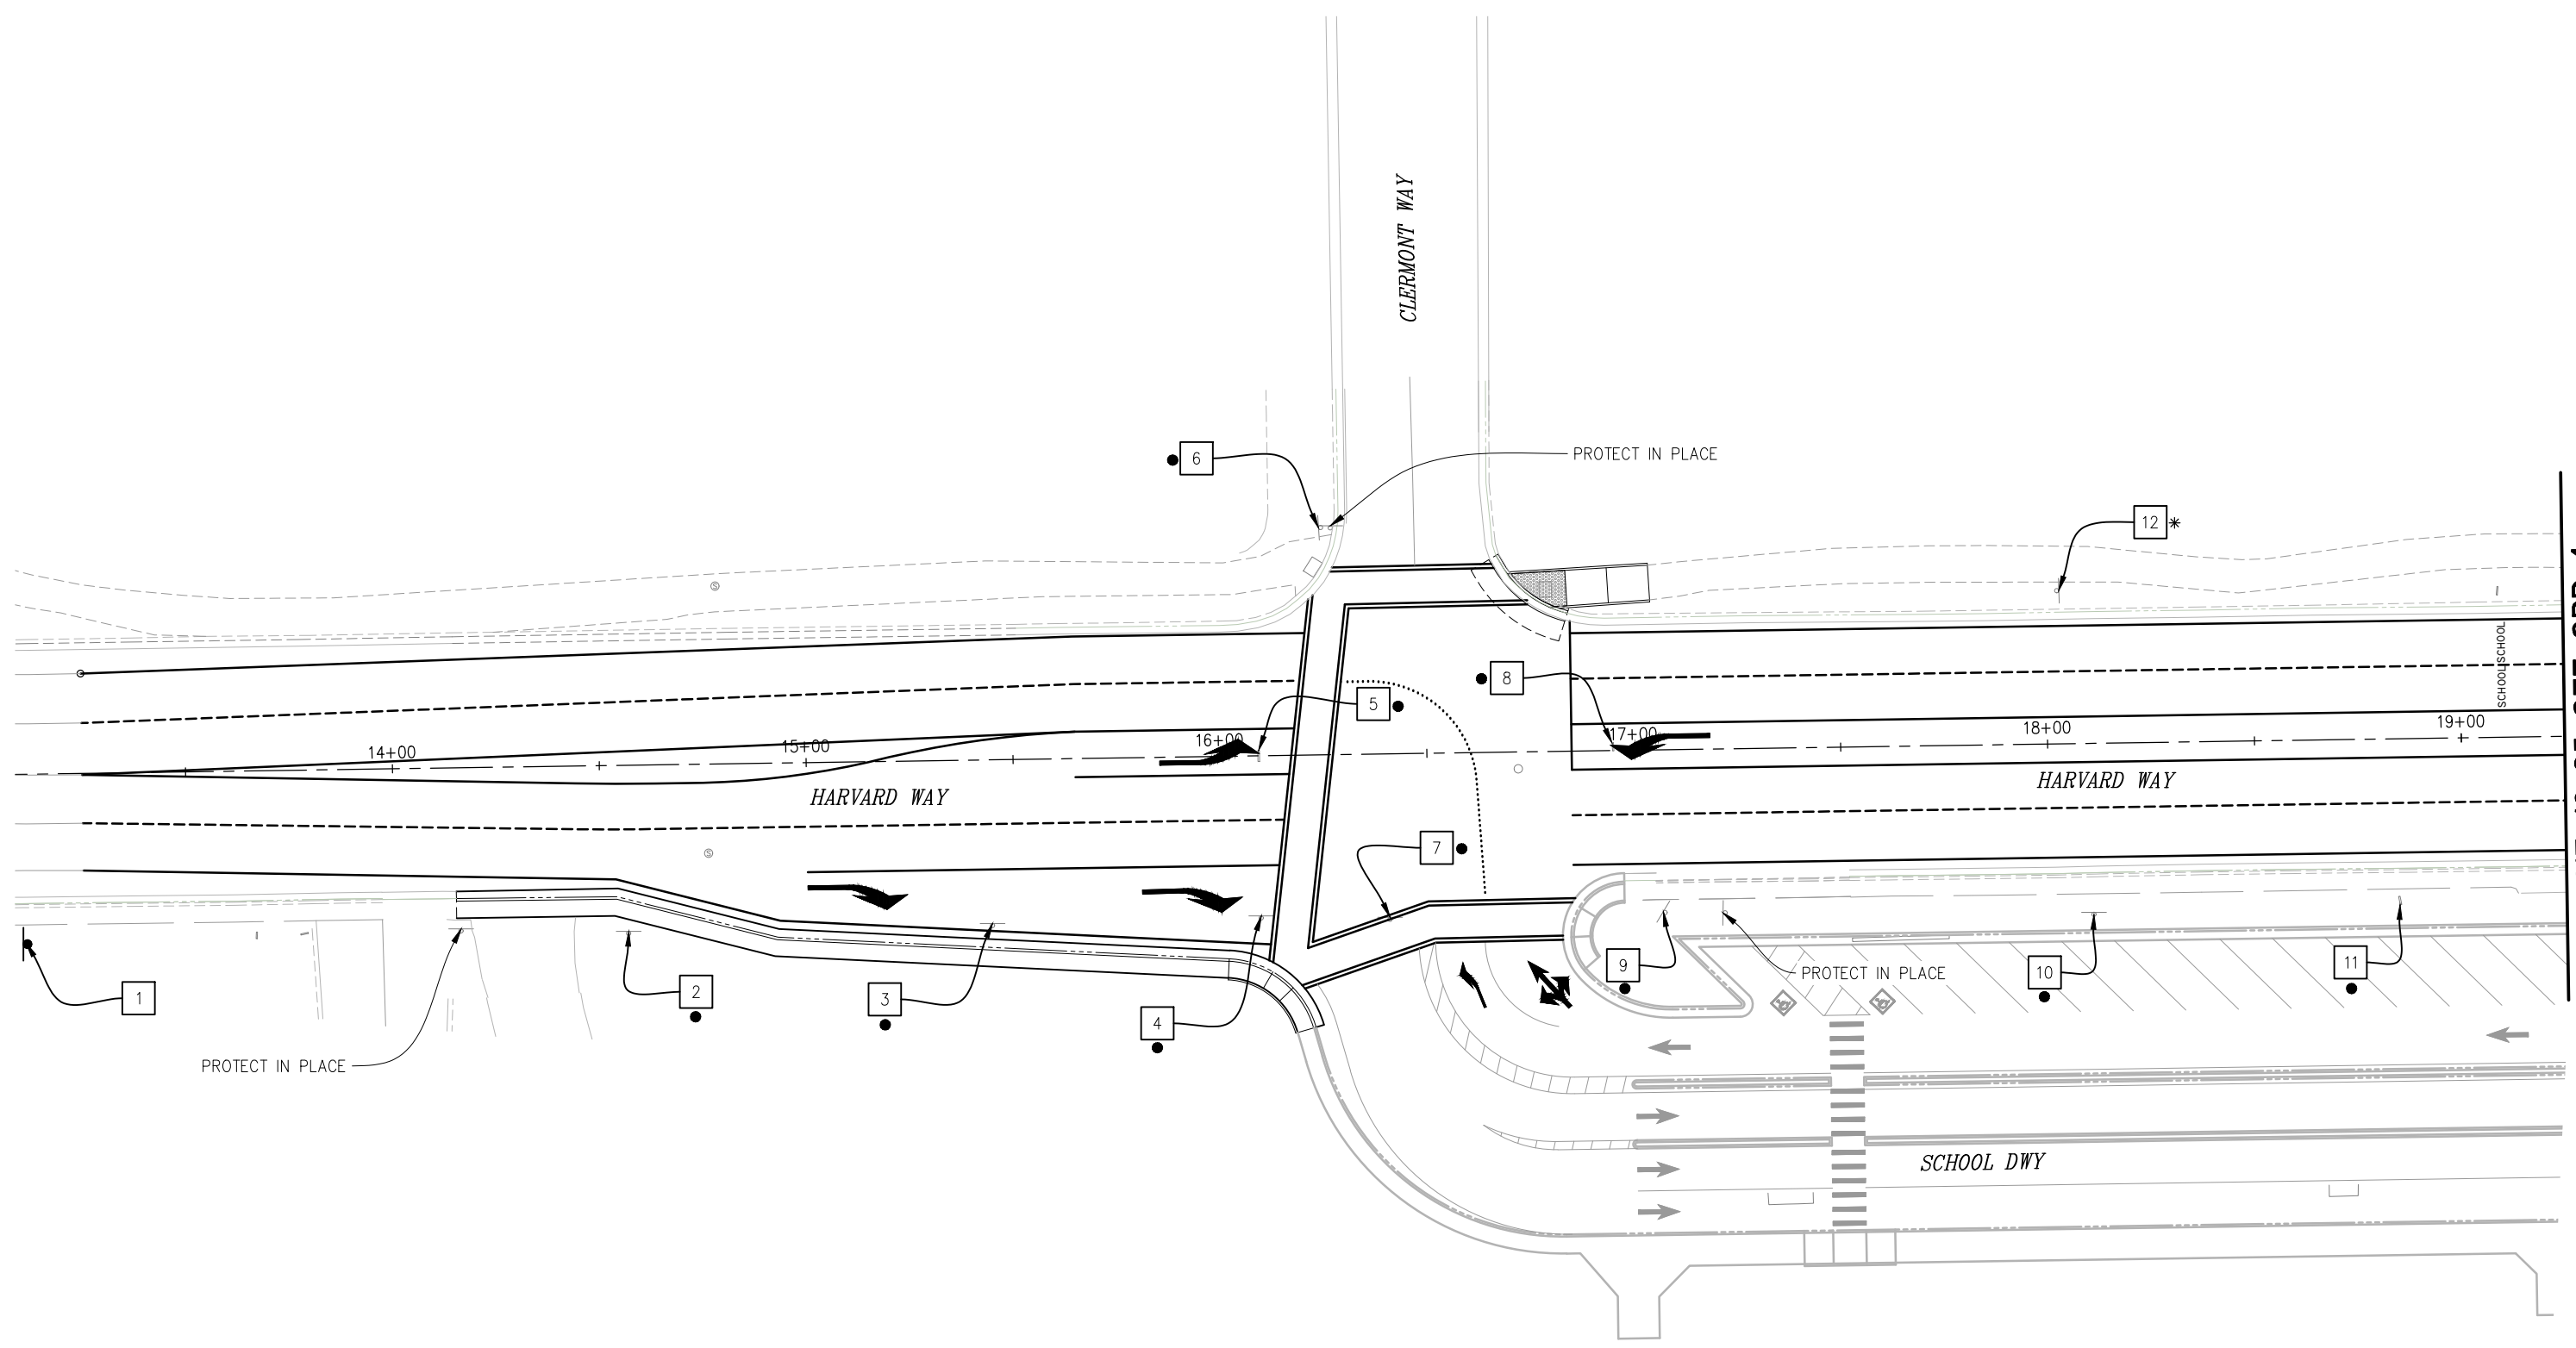 CLERMONT WAY
6
PROTECT IN PLACE
12*
8
5
SCHOOL
SCHOOL
14+00
15+00
16+00
17+00
18+00
19+00
HARVARD WAY
HARVARD WAY
7
1
2
3
4
9
PROTECT IN PLACE
10
11
PROTECT IN PLACE
SCHOOL DWY
S
S